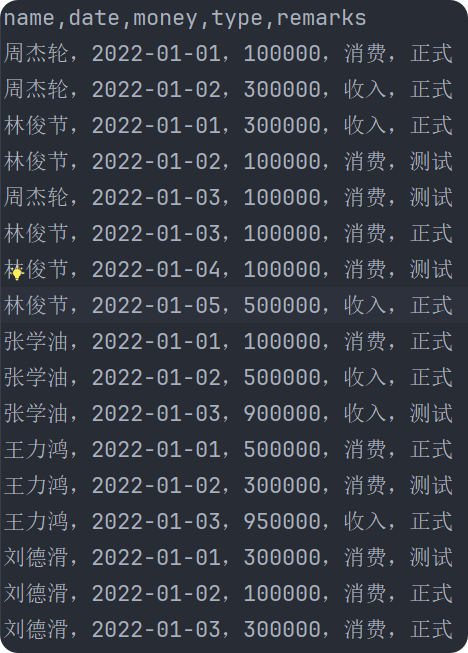 name,date,money,type,remarks
周杰轮，2022-01-01，100000，消费，正式
周杰轮，2022-01-02，300000，收入，正式
林俊节，2022-01-01，300000，收入，正式
林俊节，2022-01-02，100000，消费，测试
周杰轮，2022-01-03，100000，消费，测试
林俊节，2022-01-03，100000，消费，正式
林俊节，2022-01-04，100000，消费，测试
林俊节，2022-01-05，500000，收入，正式
张学油，2022-01-01，100000，消费，正式
张学油，2022-01-02，500000，收入，正式
张学油，2022-01-03，900000，收入，测试
王力鸿，2022-01-01，500000，消费，正式
王力鸿，2022-01-02，300000，消费，测试
王力鸿，2022-01-03，950000，收入，正式
刘德滑，2022-01-01，300000，消费，测试
刘德滑，2022-01-02，100000，消费，正式
刘德滑，2022-01-03，300000，消费，正式